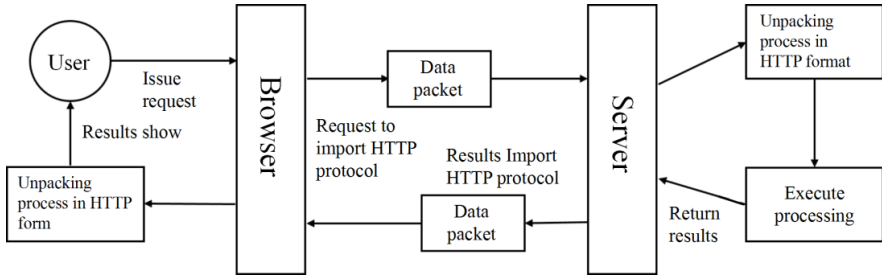 User
Issue
request
Results show
Unpacking
process in HTTP
form
Browser
Data
packet
Request to
import HTTP
protocol
Results Import
HTTP protocol
Data
packet
Server
Unpacking
process in
HTTP format
Execute
processing
Return
results